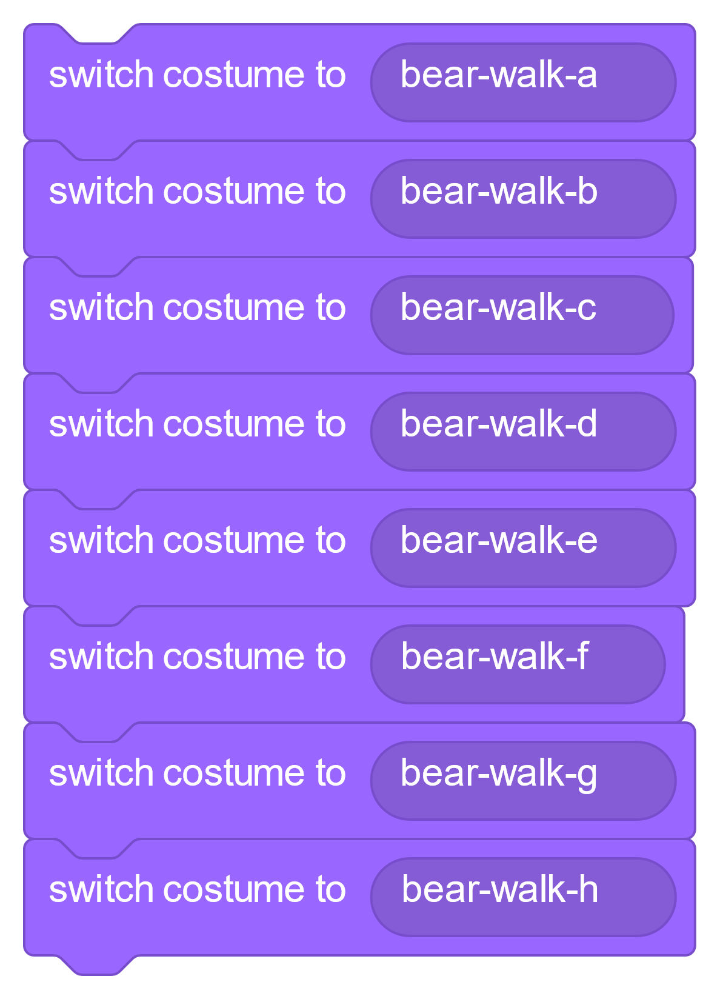 switch costume to bear-walk-a
switch costume to bear-walk-b
switch costume to bear-walk-c
switch costume to bear-walk-d
switch costume to bear-walk-e
switch costume to bear-walk-f
switch costume to bear-walk-g
switch costume to bear-walk-h